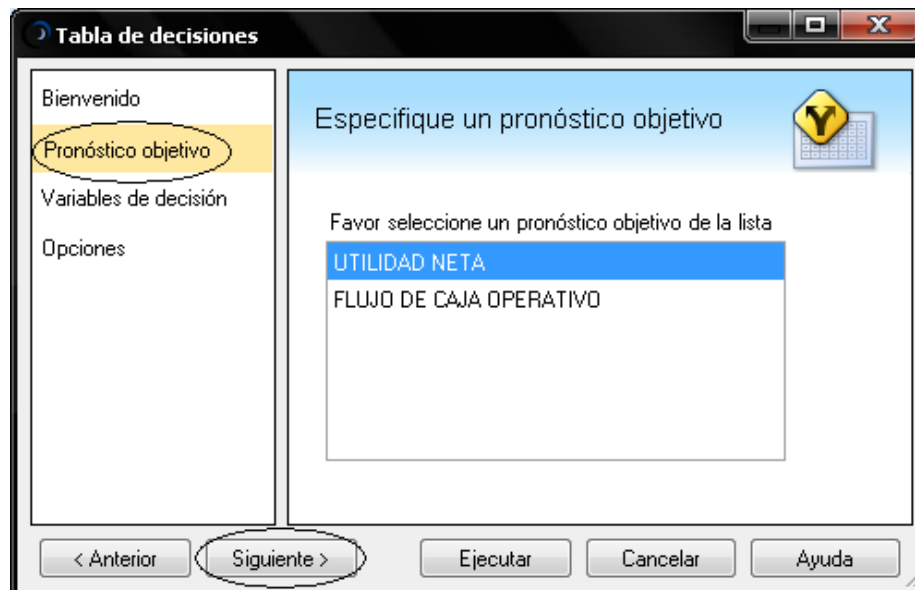 Tabla de decisiones
Bienvenido
Pronóstico objetivo
Variables de decisión
Opciones
Especifique un pronóstico objetivo
Favor seleccione un pronóstico objetivo de la lista
UTILIDAD NETA
FLUJO DE CAJA OPERATIVO
< Anterior
Siguiente >
Ejecutar
Cancelar
Ayuda